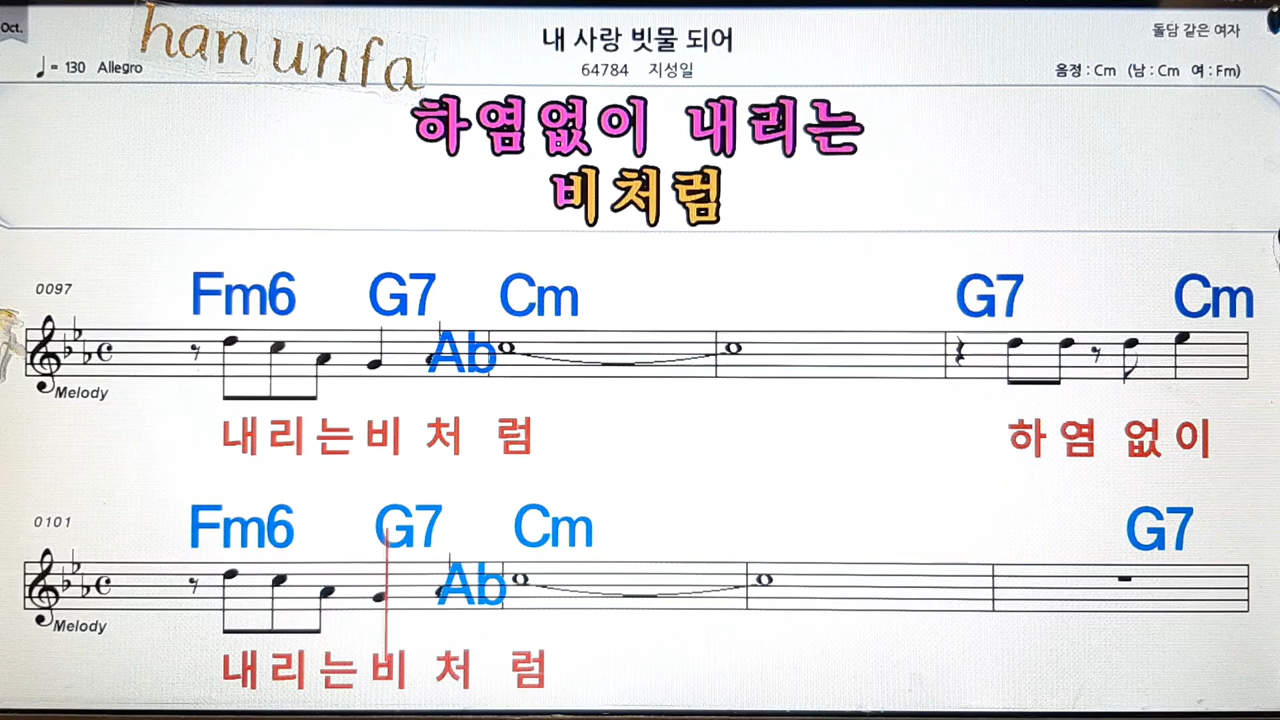 Oct.
han unfa
내 사랑 빗물 되어
돌담 같은 여자
♩= 130 Allegro
64784 지성일
음정 : Cm (남 : Cm 여 : Fm)
하염없이 내리는
비처럼
0097
Fm6 G7 Ab Cm G7 Cm
Melody
내 리 는 비 처 럼 하 염 없 이
0101
Fm6 G7 Ab Cm G7
Melody
내 리 는 비 처 럼